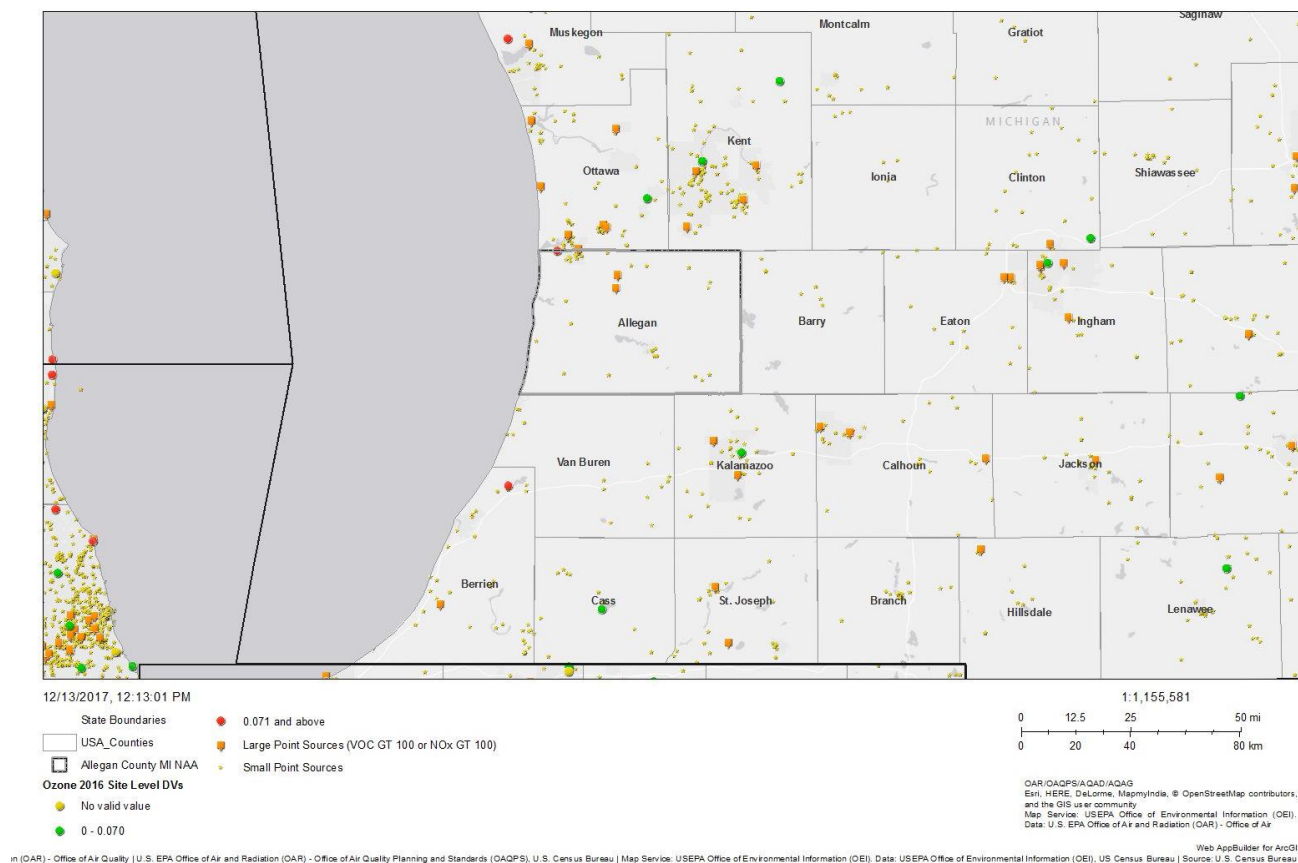 Saginaw
Montcalm
Muskegon
Gratiot
MICHIGAN
Kent
Ottawa
Ionia
Clinton
Shiawassee
Allegan
Barry
Eaton
Ingham
Van Buren
Kalamazoo
Calhoun
Jackson
Berrien
Cass
St. Joseph
Branch
Hillsdale
Lenawee
12/13/2017, 12:13:01 PM
State Boundaries
USA_Counties
Allegan County MI NAA
Ozone 2016 Site Level DVs
No valid value
0 - 0.070
0.071 and above
Large Point Sources (VOC GT 100 or NOx GT 100)
Small Point Sources
1:1,155,581
0 12.5 25 50 mi
0 20 40 80 km
OAR/OAQPS/AQAD/AQAG
Esri, HERE, DeLorme, MapmyIndia, © OpenStreetMap contributors,
and the GIS user community
Map Service: USEPA Office of Environmental Information (OEI).
Data: U.S. EPA Office of Air and Radiation (OAR) - Office of Air
Web AppBuilder for ArcGI
(OAR) - Office of Air Quality | U.S. EPA Office of Air and Radiation (OAR) - Office of Air Quality Planning and Standards (OAQPS), U.S. Census Bureau | Map Service: USEPA Office of Environmental Information (OEI). Data: USEPA Office of Environmental Information (OEI), US Census Bureau | Source: U.S. Census Bureau